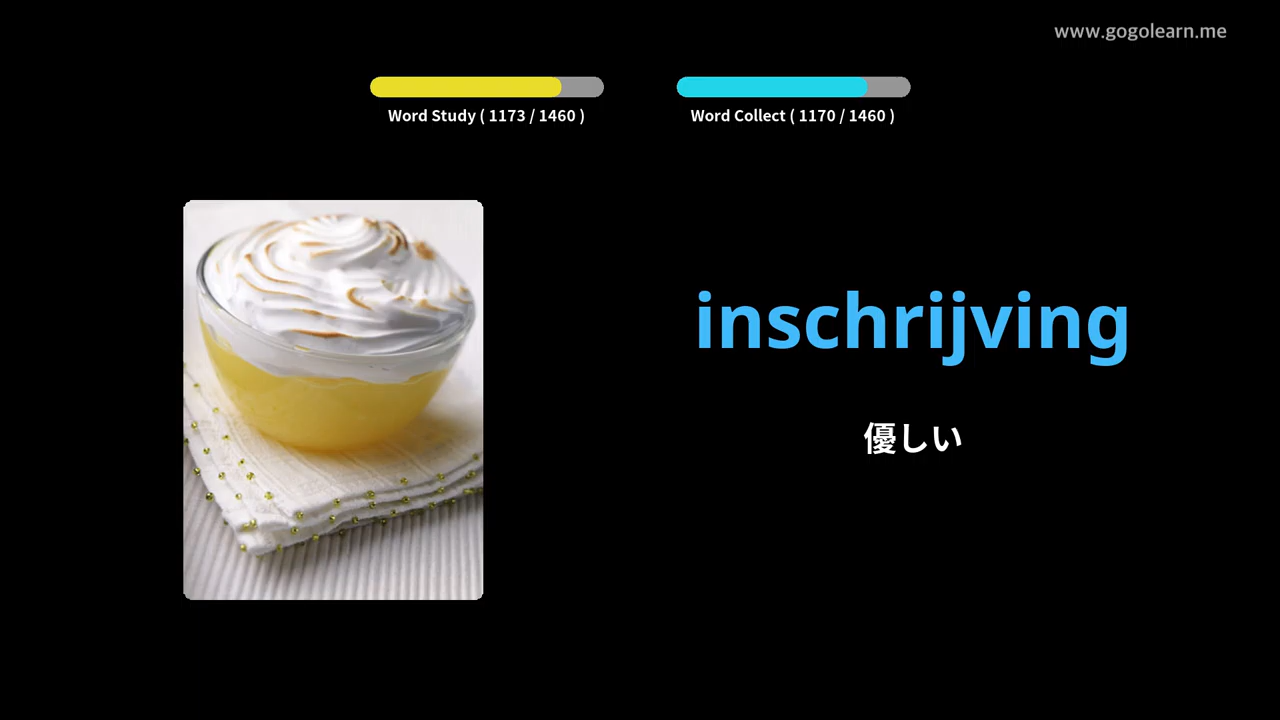 www.gogolearn.me
Word Study ( 1173 / 1460 )
Word Collect ( 1170 / 1460 )
inschrijving
優しい